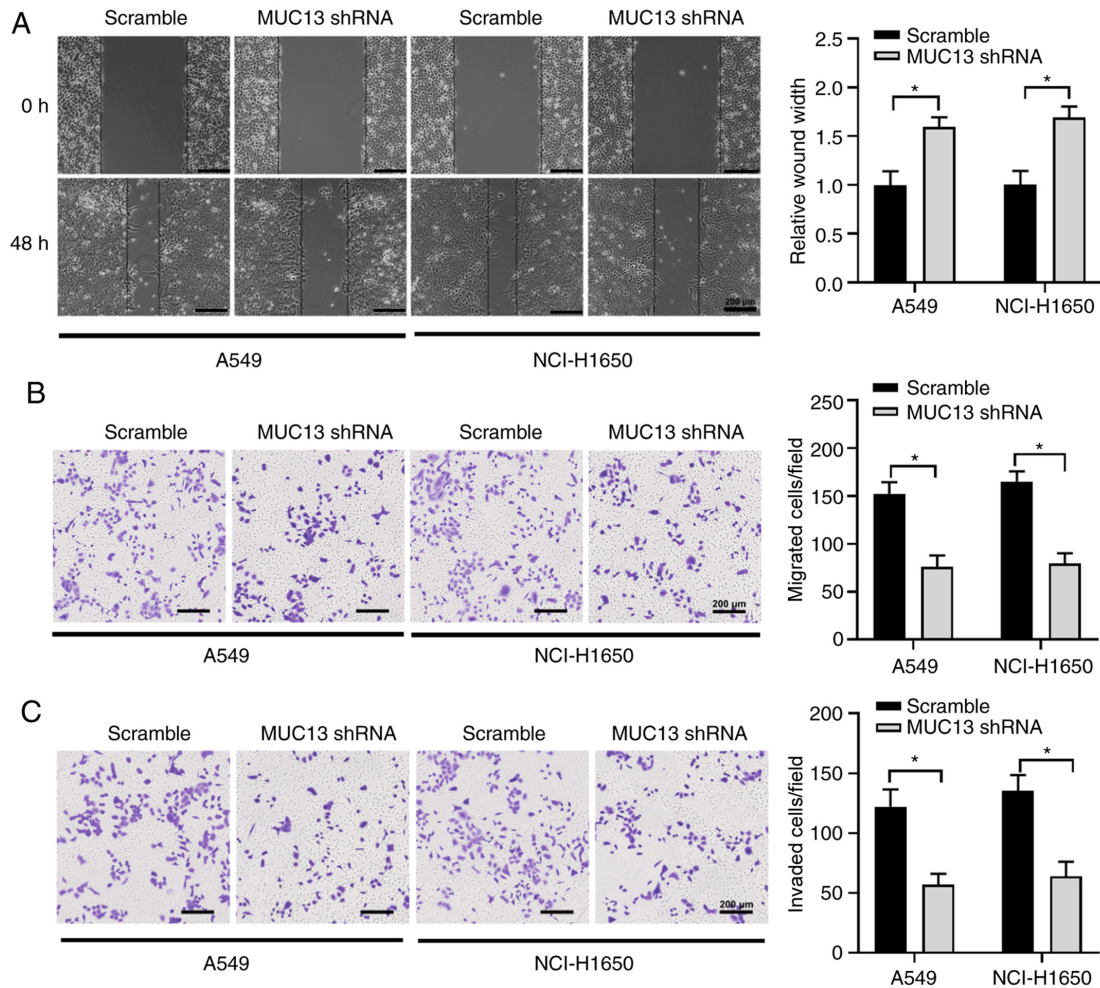 A
Scramble
MUC13 shRNA
Scramble
MUC13 shRNA
0 h
48 h
200 μm
A549
NCI-H1650
Scramble
MUC13 shRNA
Relative wound width
2.5
2.0
1.5
1.0
0.5
0.0
*
*
A549
NCI-H1650
B
Scramble
MUC13 shRNA
Scramble
MUC13 shRNA
200 μm
A549
NCI-H1650
Scramble
MUC13 shRNA
Migrated cells/field
250
200
150
100
50
0
*
*
A549
NCI-H1650
C
Scramble
MUC13 shRNA
Scramble
MUC13 shRNA
200 μm
A549
NCI-H1650
Scramble
MUC13 shRNA
Invaded cells/field
200
150
100
50
0
*
*
A549
NCI-H1650